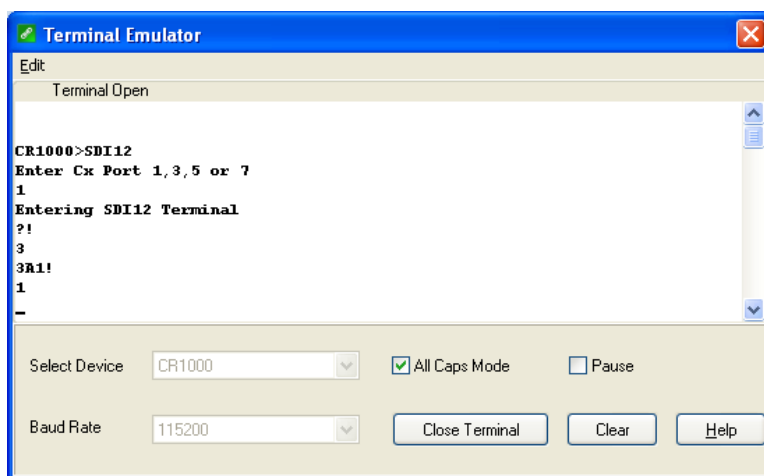 Terminal Emulator
Edit
Terminal Open
CR1000>SDI12
Enter Cx Port 1,3,5 or 7
1
Entering SDI12 Terminal
?!
3
3A1!
1
Select Device CR1000 All Caps Mode Pause
Baud Rate 115200 Close Terminal Clear Help